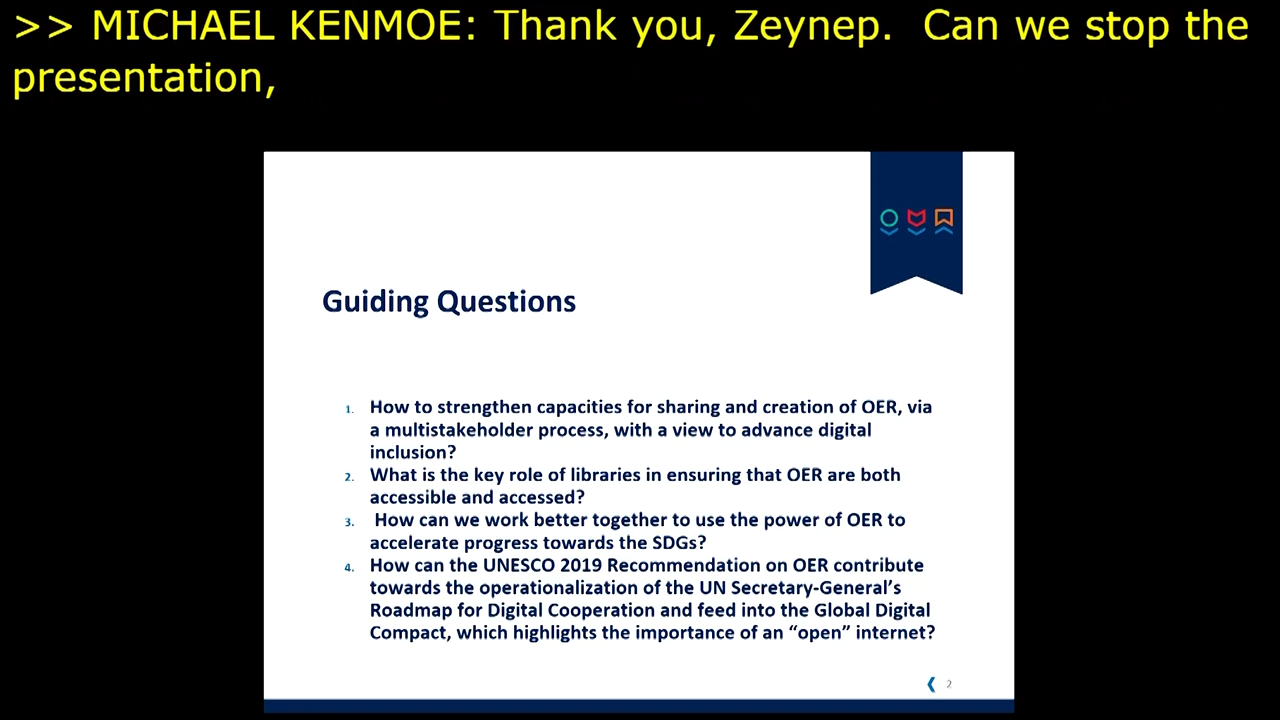 >> MICHAEL KENMOE: Thank you, Zeynep.  Can we stop the
presentation,
Guiding Questions
1. How to strengthen capacities for sharing and creation of OER, via
a multistakeholder process, with a view to advance digital
inclusion?
2. What is the key role of libraries in ensuring that OER are both
accessible and accessed?
3. How can we work better together to use the power of OER to
accelerate progress towards the SDGs?
4. How can the UNESCO 2019 Recommendation on OER contribute
towards the operationalization of the UN Secretary-General’s
Roadmap for Digital Cooperation and feed into the Global Digital
Compact, which highlights the importance of an “open” internet?
2